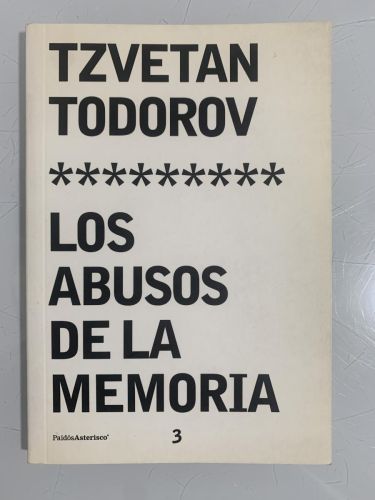 TZVETAN
TODOROV
*********
LOS
ABUSOS
DE LA
MEMORIA
PaidósAsterisco*
3